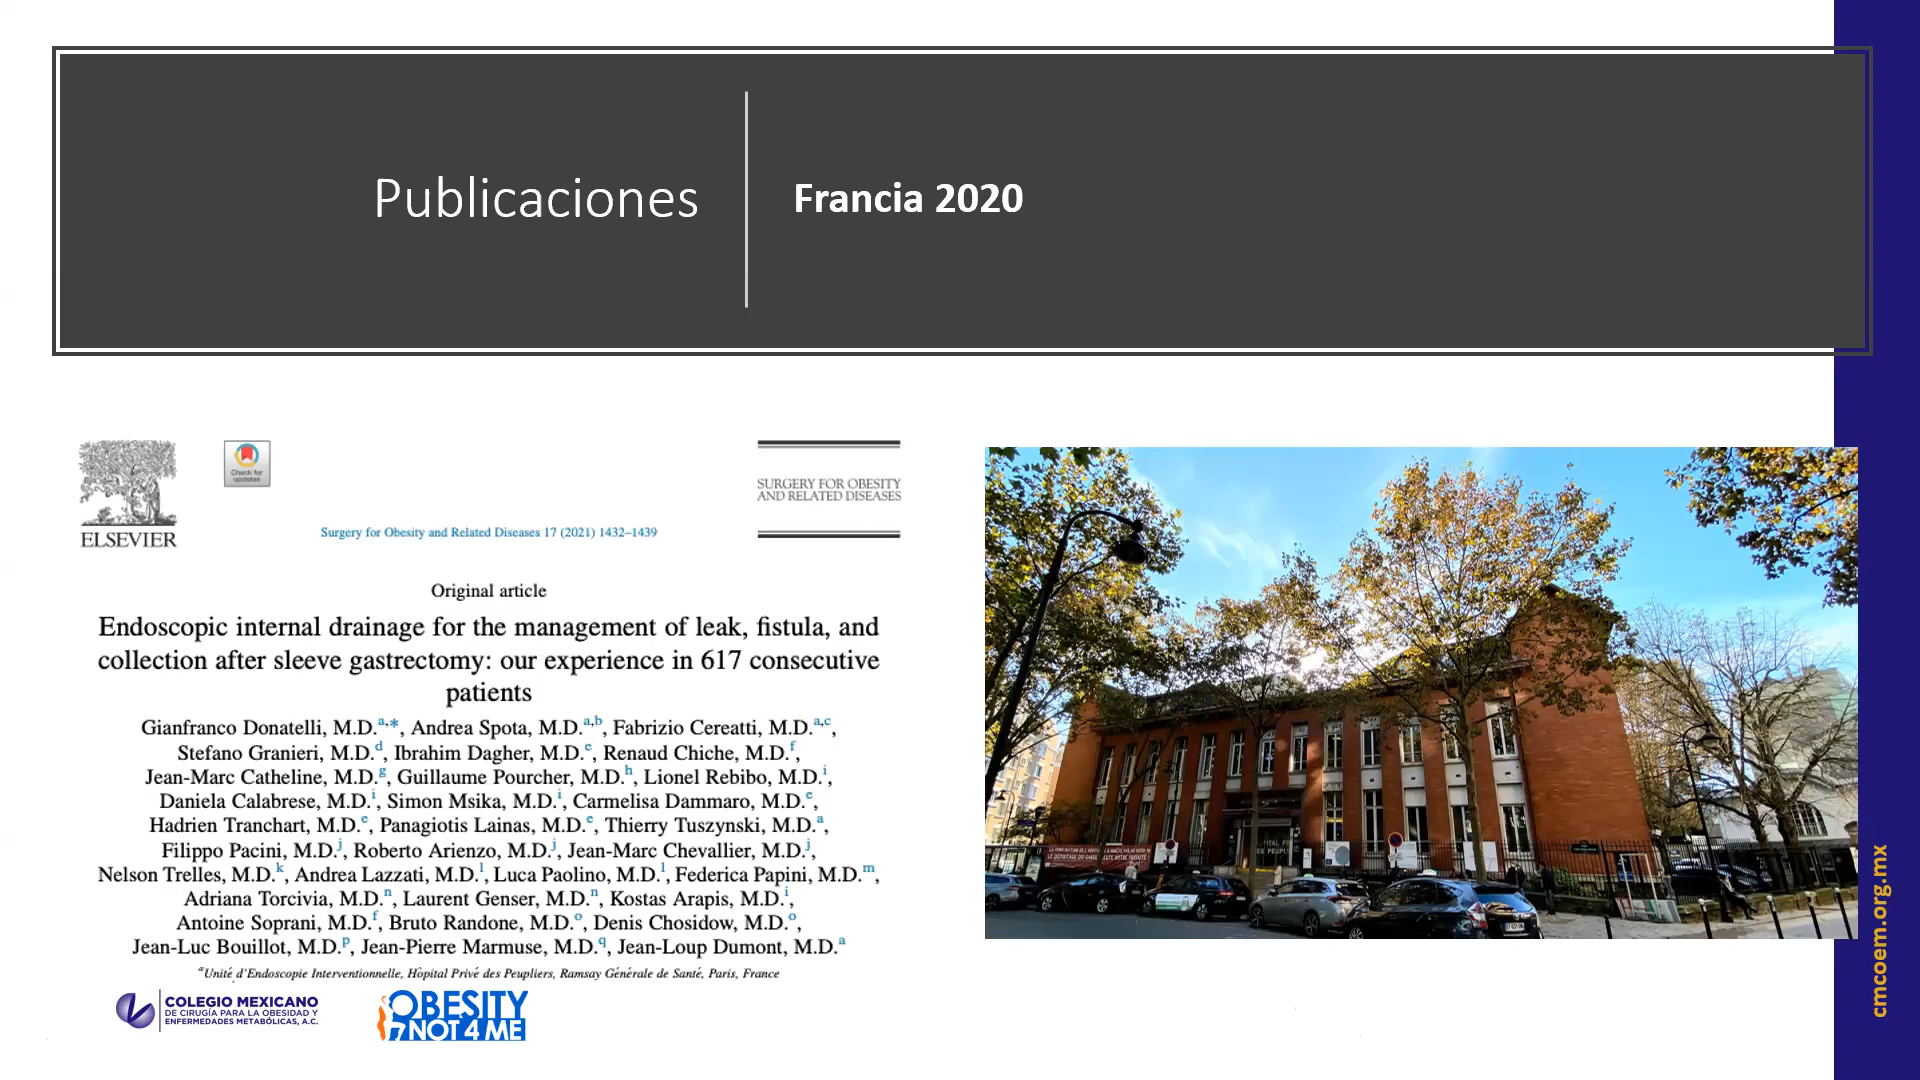 Publicaciones
Francia 2020
ELSEVIER
Check for
updates
SURGERY FOR OBESITY
AND RELATED DISEASES
Surgery for Obesity and Related Diseases 17 (2021) 1432–1439
Original article
Endoscopic internal drainage for the management of leak, fistula, and
collection after sleeve gastrectomy: our experience in 617 consecutive
patients
Gianfranco Donatelli, M.D.a,*, Andrea Spota, M.D.a,b, Fabrizio Cereatti, M.D.a,c,
Stefano Granieri, M.D.d, Ibrahim Dagher, M.D.e, Renaud Chiche, M.D.f,
Jean-Marc Catheline, M.D.g, Guillaume Pourcher, M.D.h, Lionel Rebibo, M.D.i,
Daniela Calabrese, M.D.i, Simon Msika, M.D.i, Carmelisa Dammaro, M.D.e,
Hadrien Tranchart, M.D.e, Panagiotis Lainas, M.D.e, Thierry Tuszynski, M.D.a,
Filippo Pacini, M.D.j, Roberto Arienzo, M.D.j, Jean-Marc Chevallier, M.D.j,
Nelson Trelles, M.D.k, Andrea Lazzati, M.D.l, Luca Paolino, M.D.l, Federica Papini, M.D.m,
Adriana Torcivia, M.D.n, Laurent Genser, M.D.n, Kostas Arapis, M.D.i,
Antoine Soprani, M.D.f, Bruto Randone, M.D.o, Denis Chosidow, M.D.o,
Jean-Luc Bouillot, M.D.p, Jean-Pierre Marmuse, M.D.q, Jean-Loup Dumont, M.D.a
aUnité d'Endoscopie Interventionnelle, Hôpital Privé des Peupliers, Ramsay Générale de Santé, Paris, France
COLEGIO MEXICANO
DE CIRUGÍA PARA LA OBESIDAD Y
ENFERMEDADES METABÓLICAS, A.C.
OBESITY
NOT 4 ME
cmcoem.org.mx